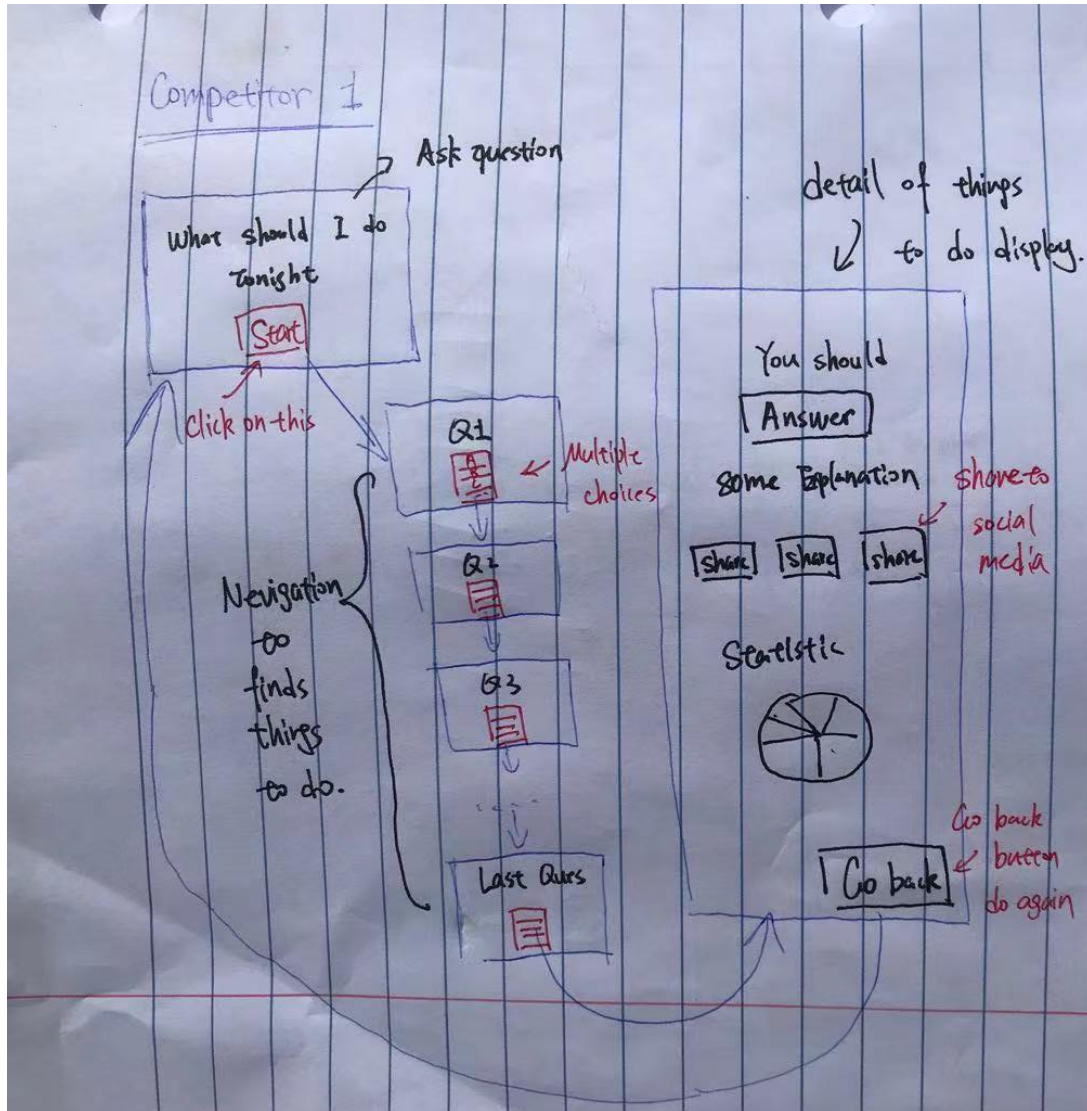 Competitor 1
Ask question
What should I do
tonight
Start
Click on this
Q1
A
B
C
Multiple
choices
Q2
Q3
Last Ques
Nevigation
to
finds
things
to do.
detail of things
to do display.
You should
Answer
some Explanation
share to
social
media
share share share
Statistic
Go back
Go back
button
do again